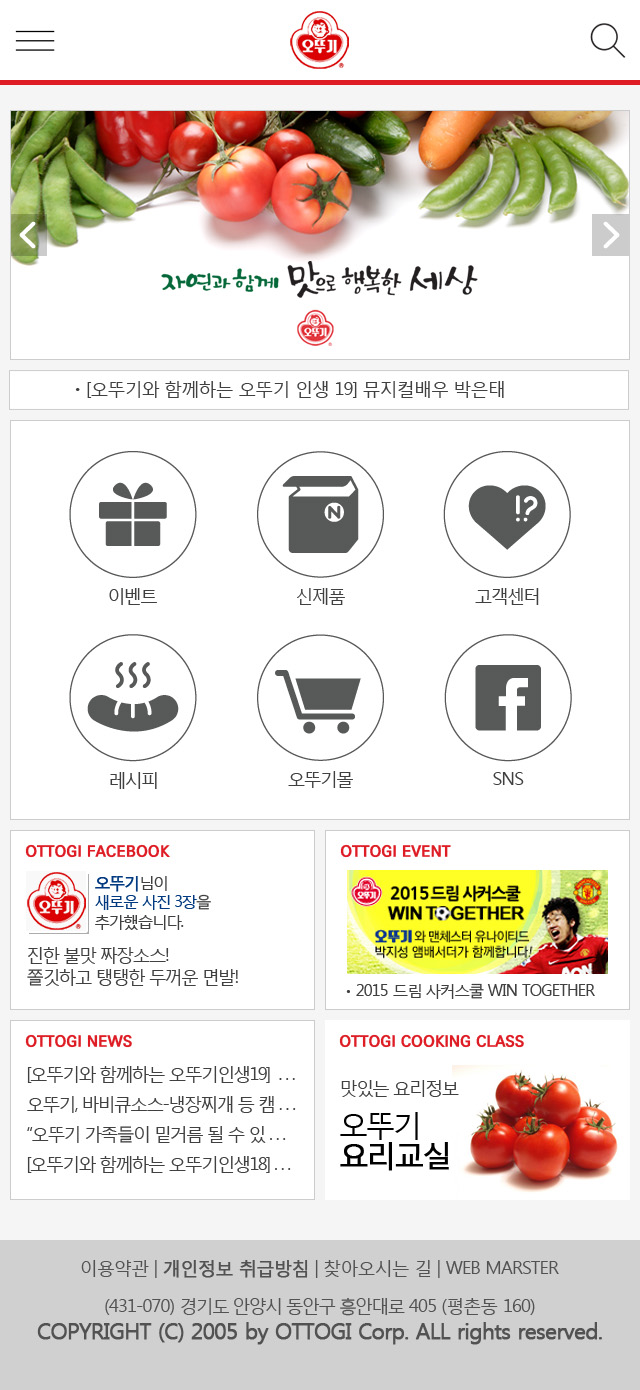 오뚜기
자연과 함께 맛으로 행복한 세상
오뚜기
• [오뚜기와 함께하는 오뚜기 인생 19] 뮤지컬배우 박은태
N
!?
이벤트
신제품
고객센터
f
레시피
오뚜기몰
SNS
OTTOGI FACEBOOK
오뚜기
오뚜기님이
새로운 사진 3장을
추가했습니다.
진한 불맛 짜장소스!
쫄깃하고 탱탱한 두꺼운 면발!
OTTOGI EVENT
오뚜기
2015 드림 사커스쿨
WIN TOGETHER
오뚜기와 맨체스터 유나이티드
박지성 앰배서더가 함께합니다!
AON
• 2015 드림 사커스쿨 WIN TOGETHER
OTTOGI NEWS
[오뚜기와 함께하는 오뚜기인생19] ...
오뚜기, 바비큐소스-냉장찌개 등 캠...
“오뚜기 가족들이 밑거름 될 수 있...
[오뚜기와 함께하는 오뚜기인생18]...
OTTOGI COOKING CLASS
맛있는 요리정보
오뚜기
요리교실
이용약관 | 개인정보 취급방침 | 찾아오시는 길 | WEB MARSTER
(431-070) 경기도 안양시 동안구 흥안대로 405 (평촌동 160)
COPYRIGHT (C) 2005 by OTTOGI Corp. ALL rights reserved.